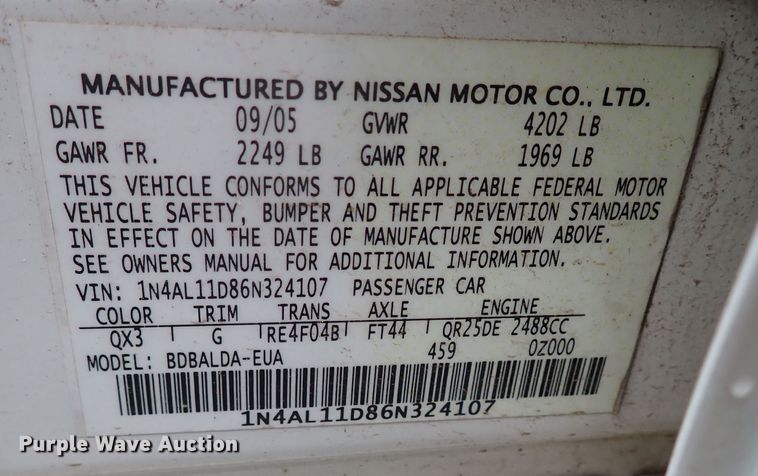 MANUFACTURED BY NISSAN MOTOR CO., LTD.
DATE 09/05 GVWR 4202 LB
GAWR FR. 2249 LB GAWR RR. 1969 LB
THIS VEHICLE CONFORMS TO ALL APPLICABLE FEDERAL MOTOR
VEHICLE SAFETY, BUMPER AND THEFT PREVENTION STANDARDS
IN EFFECT ON THE DATE OF MANUFACTURE SHOWN ABOVE.
SEE OWNERS MANUAL FOR ADDITIONAL INFORMATION.
VIN: 1N4AL11D86N324107 PASSENGER CAR
COLOR TRIM TRANS AXLE ENGINE
QX3 G RE4F04B FT44 QR25DE 2488CC
MODEL: BDBALDA-EUA 459 0Z000
1N4AL11D86N324107
Purple Wave Auction